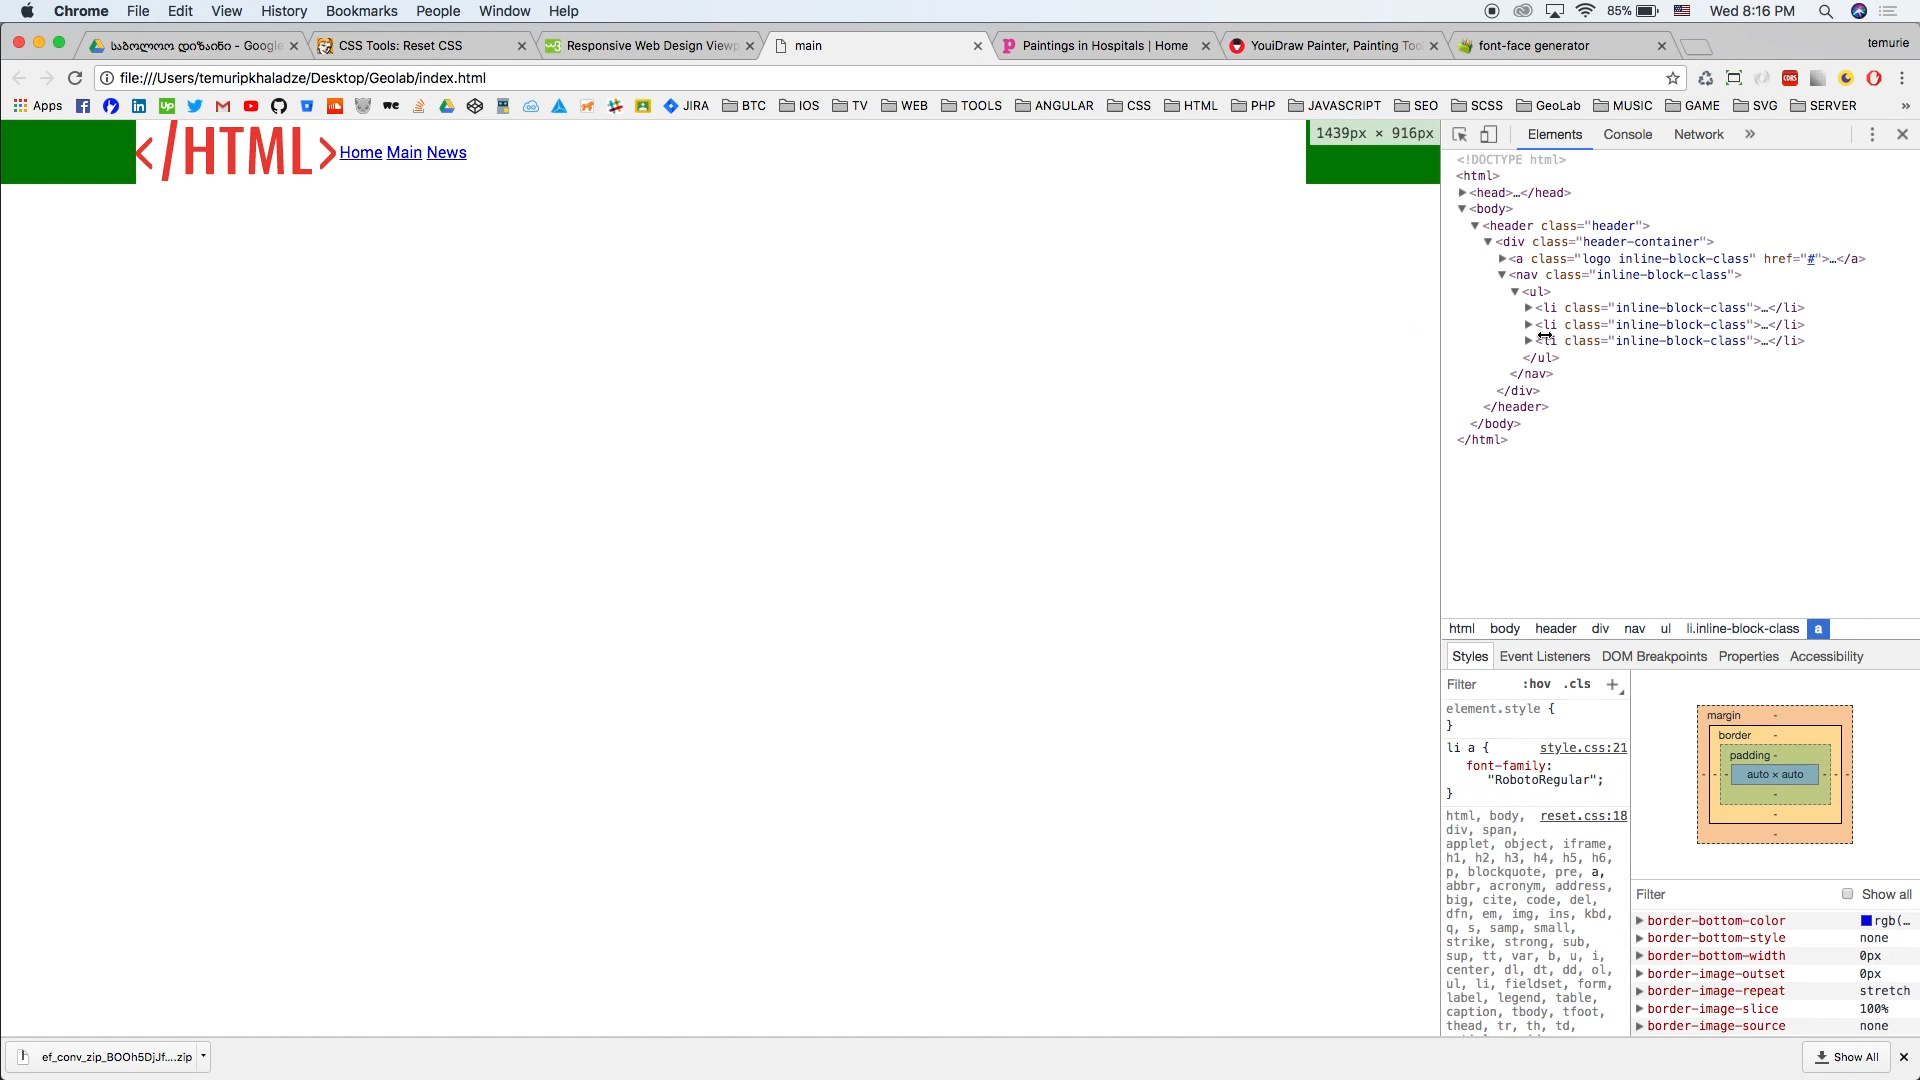 Chrome File Edit View History Bookmarks People Window Help 85% Wed 8:16 PM
საბოლოო დიზაინი - Google CSS Tools: Reset CSS Responsive Web Design Viewp main Paintings in Hospitals | Home YouiDraw Painter, Painting Too font-face generator temurie
file:///Users/temuripkhaladze/Desktop/Geolab/index.html
Apps JIRA BTC IOS TV WEB TOOLS ANGULAR CSS HTML PHP JAVASCRIPT SEO SCSS GeoLab MUSIC GAME SVG SERVER »
</HTML> Home Main News
1439px × 916px
Elements Console Network »
<!DOCTYPE html>
<html>
<head>…</head>
<body>
<header class="header">
<div class="header-container">
<a class="logo inline-block-class" href="#">…</a>
<nav class="inline-block-class">
<ul>
<li class="inline-block-class">…</li>
<li class="inline-block-class">…</li>
<li class="inline-block-class">…</li>
</ul>
</nav>
</div>
</header>
</body>
</html>
html body header div nav ul li.inline-block-class a
Styles Event Listeners DOM Breakpoints Properties Accessibility
Filter :hov .cls +
element.style {
}
li a { style.css:21
font-family:
"RobotoRegular";
}
html, body, reset.css:18
div, span,
applet, object, iframe,
h1, h2, h3, h4, h5, h6,
p, blockquote, pre, a,
abbr, acronym, address,
big, cite, code, del,
dfn, em, img, ins, kbd,
q, s, samp, small,
strike, strong, sub,
sup, tt, var, b, u, i,
center, dl, dt, dd, ol,
ul, li, fieldset, form,
label, legend, table,
caption, tbody, tfoot,
thead, tr, th, td,
margin -
border -
padding -
- - - auto × auto - - -
-
-
-
Filter Show all
border-bottom-color rgb(…
border-bottom-style none
border-bottom-width 0px
border-image-outset 0px
border-image-repeat stretch
border-image-slice 100%
border-image-source none
ef_conv_zip_BOOh5DjJf....zip Show All